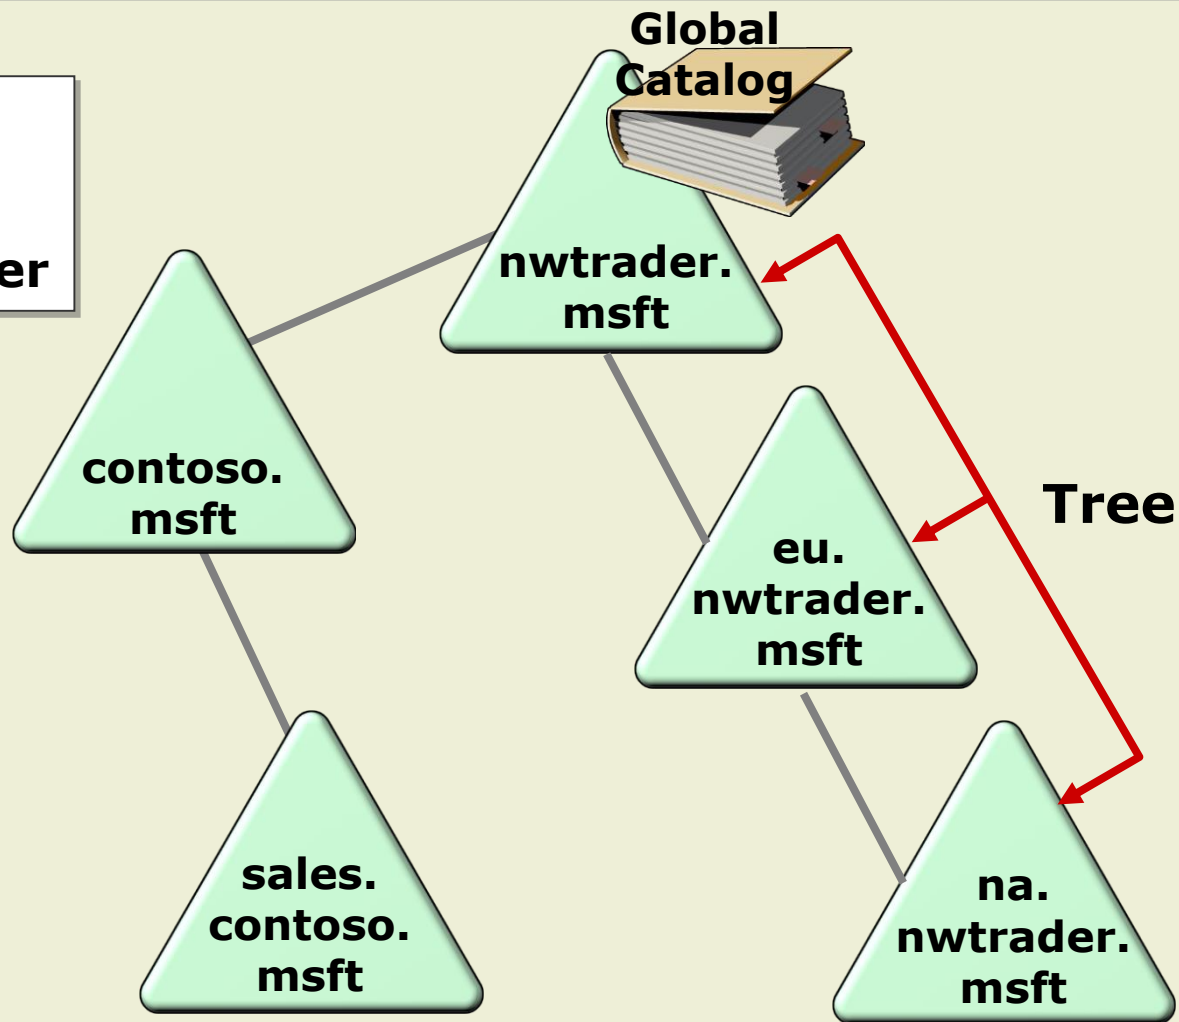 Global
Catalog
er
nwtrader.
msft
contoso.
msft
Tree
eu.
nwtrader.
msft
sales.
contoso.
msft
na.
nwtrader.
msft